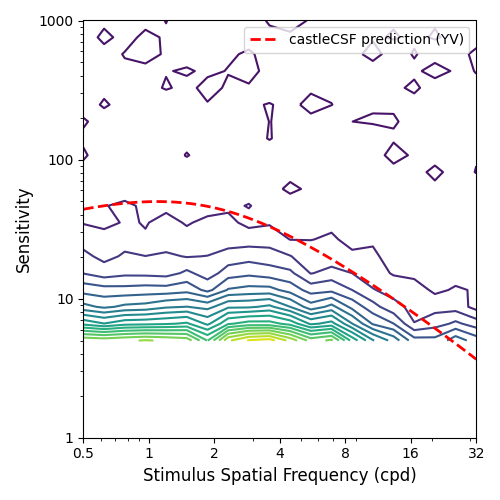 castleCSF prediction (YV)
1000
100
10
1
Sensitivity
0.5 1 2 4 8 16 32
Stimulus Spatial Frequency (cpd)